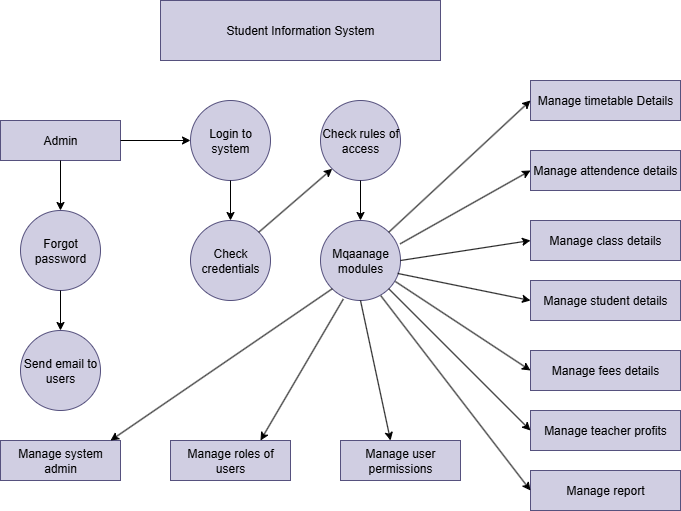 Student Information System
Admin
Login to
system
Check rules of
access
Manage timetable Details
Manage attendence details
Forgot
password
Check
credentials
Mqaanage
modules
Manage class details
Manage student details
Send email to
users
Manage fees details
Manage teacher profits
Manage system
admin
Manage roles of
users
Manage user
permissions
Manage report